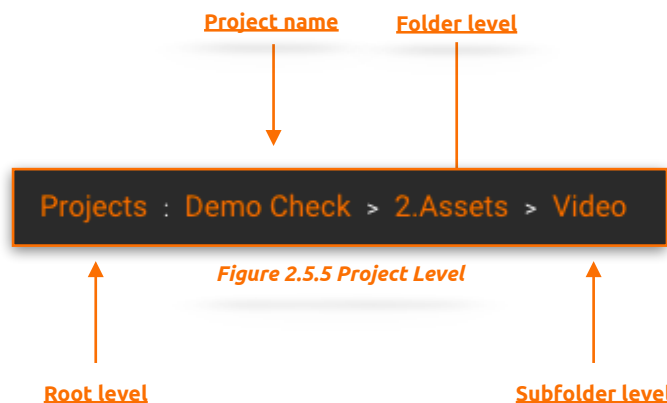 Project name Folder level
Projects : Demo Check > 2.Assets > Video
Figure 2.5.5 Project Level
Root level Subfolder level